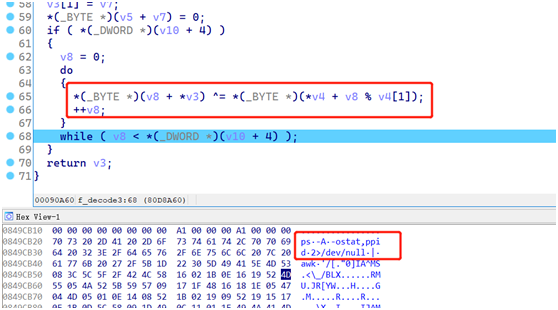 58 v3[1] = v7;
59 *(_BYTE *)(v5 + v7) = 0;
60 if ( *(_DWORD *)(v10 + 4) )
61 {
62 v8 = 0;
63 do
64 {
65 *(_BYTE *)(v8 + *v3) ^= *(_BYTE *)(*v4 + v8 % v4[1]);
66 ++v8;
67 }
68 while ( v8 < *(_DWORD *)(v10 + 4) );
69 }
70 return v3;
71 }
00090A60 f_decode3:68 (80D8A60)
Hex View-1
0849CB10 00 00 00 00 00 00 00 00 A1 00 00 00 A1 00 00 00
0849CB20 70 73 20 2D 41 20 2D 6F 73 74 61 74 2C 70 70 69 ps·-A·-ostat,ppi
0849CB30 64 20 32 3E 2F 64 65 76 2F 6E 75 6C 6C 20 7C 20 d·2>/dev/null·|·
0849CB40 61 77 6B 20 27 2F 5B 1D 22 30 5D 49 41 5E 4D 53 awk·'/[."0]IA^MS
0849CB50 08 3C 5C 5F 2F 42 4C 58 16 02 1B 0E 16 19 52 4D .<\_/BLX......RM
0849CB60 55 05 4A 52 5B 59 57 09 17 1F 48 16 18 1E 05 47 U.JR[YW...H....G
0849CB70 04 4D 05 01 0E 14 08 52 1B 02 19 09 52 19 15 17 .M.....R....R...